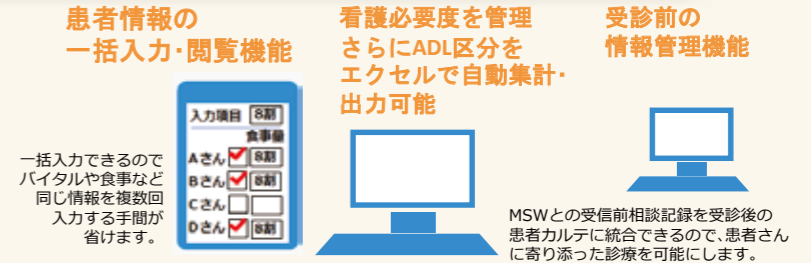 患者情報の
一括入力･閲覧機能
入力項目 8割
食事量
Aさん 8割
Bさん 8割
Cさん
Dさん 8割
一括入力できるので
バイタルや食事など
同じ情報を複数回
入力する手間が
省けます。
看護必要度を管理
さらにADL区分を
エクセルで自動集計･
出力可能
受診前の
情報管理機能
MSWとの受信前相談記録を受診後の
患者カルテに統合できるので､患者さん
に寄り添った診療を可能にします。